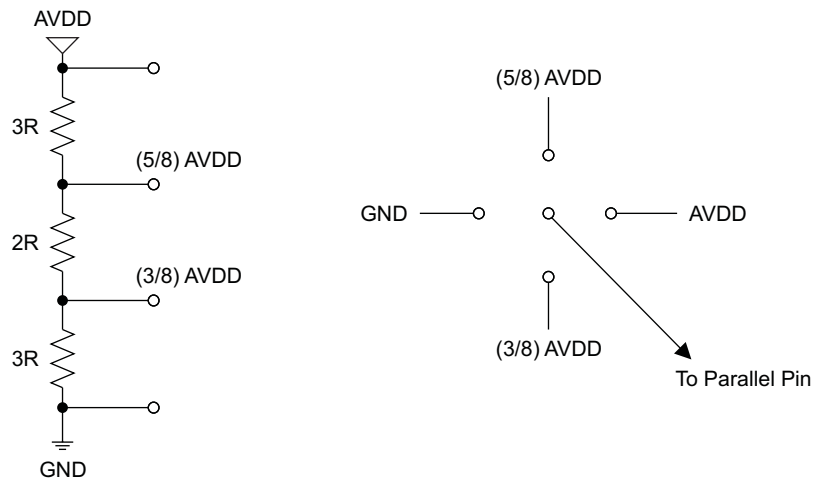 AVDD
3R
(5/8) AVDD
2R
(3/8) AVDD
3R
GND
(5/8) AVDD
GND
AVDD
(3/8) AVDD
To Parallel Pin